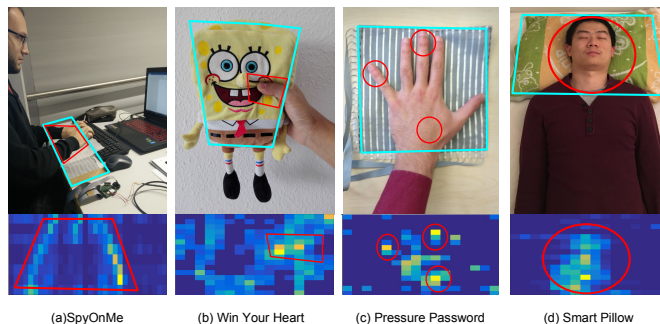 (a)SpyOnMe
(b) Win Your Heart
(c) Pressure Password
(d) Smart Pillow